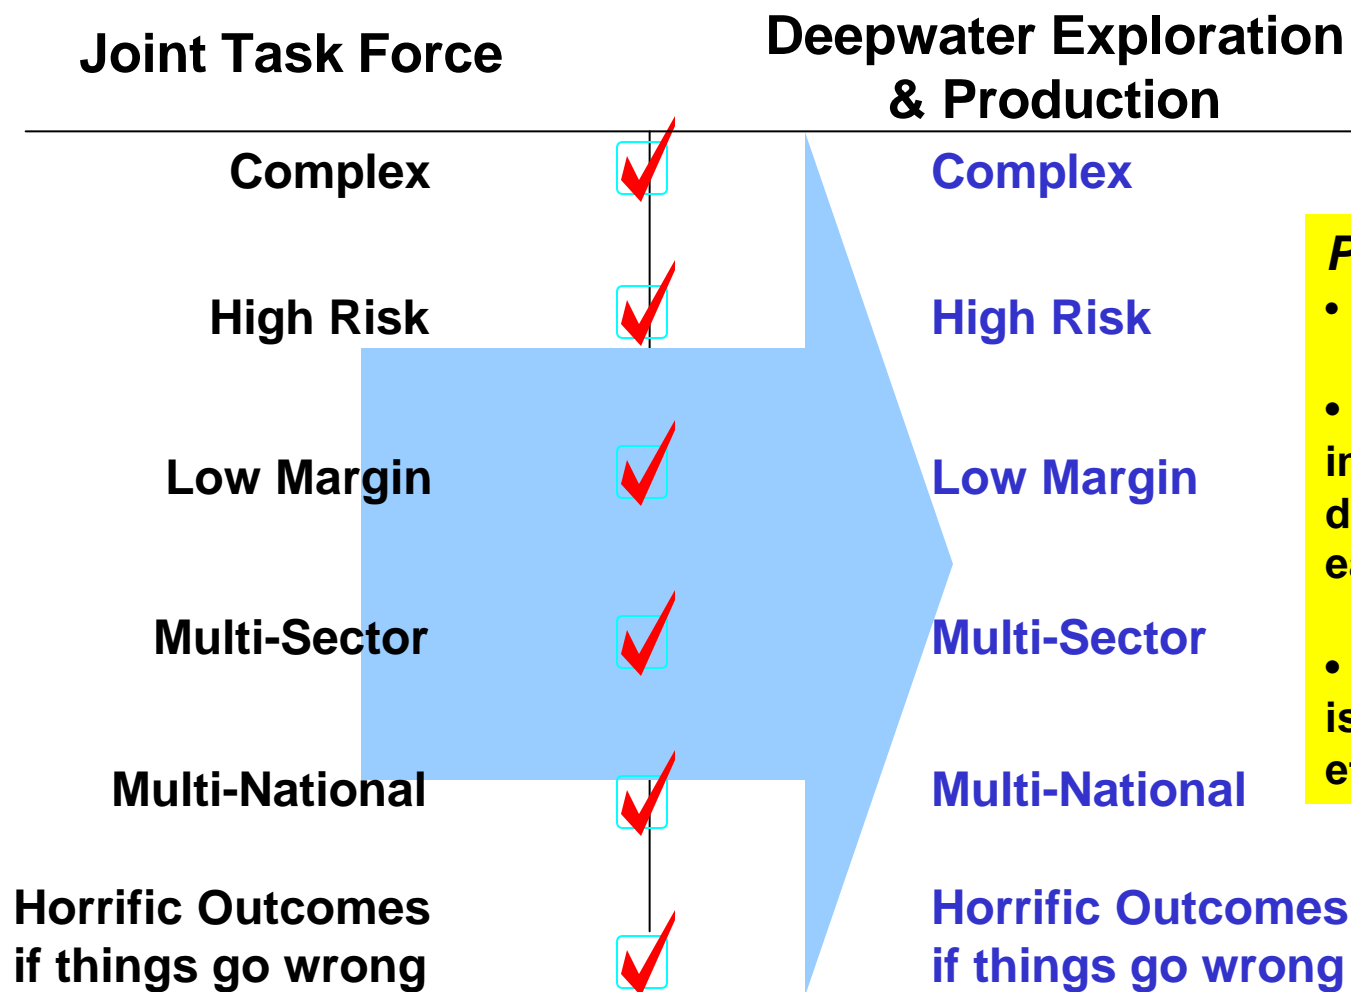 Joint Task Force
Deepwater Exploration
& Production
Complex
Complex
High Risk
High Risk
Low Margin
Low Margin
Multi-Sector
Multi-Sector
Multi-National
Multi-National
Horrific Outcomes
if things go wrong
Horrific Outcomes
if things go wrong